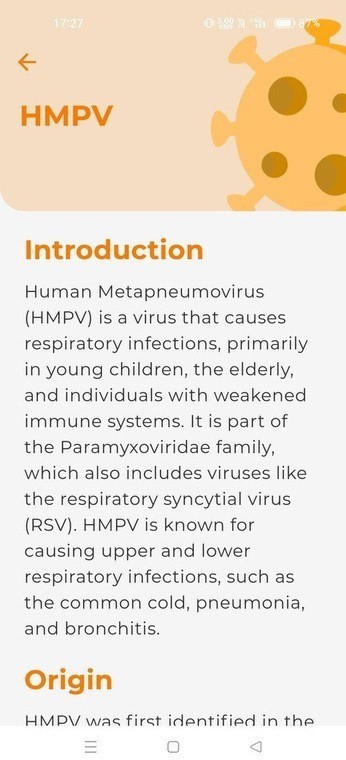 17:27
87%
HMPV
Introduction
Human Metapneumovirus
(HMPV) is a virus that causes
respiratory infections, primarily
in young children, the elderly,
and individuals with weakened
immune systems. It is part of
the Paramyxoviridae family,
which also includes viruses like
the respiratory syncytial virus
(RSV). HMPV is known for
causing upper and lower
respiratory infections, such as
the common cold, pneumonia,
and bronchitis.
Origin
HMPV was first identified in the